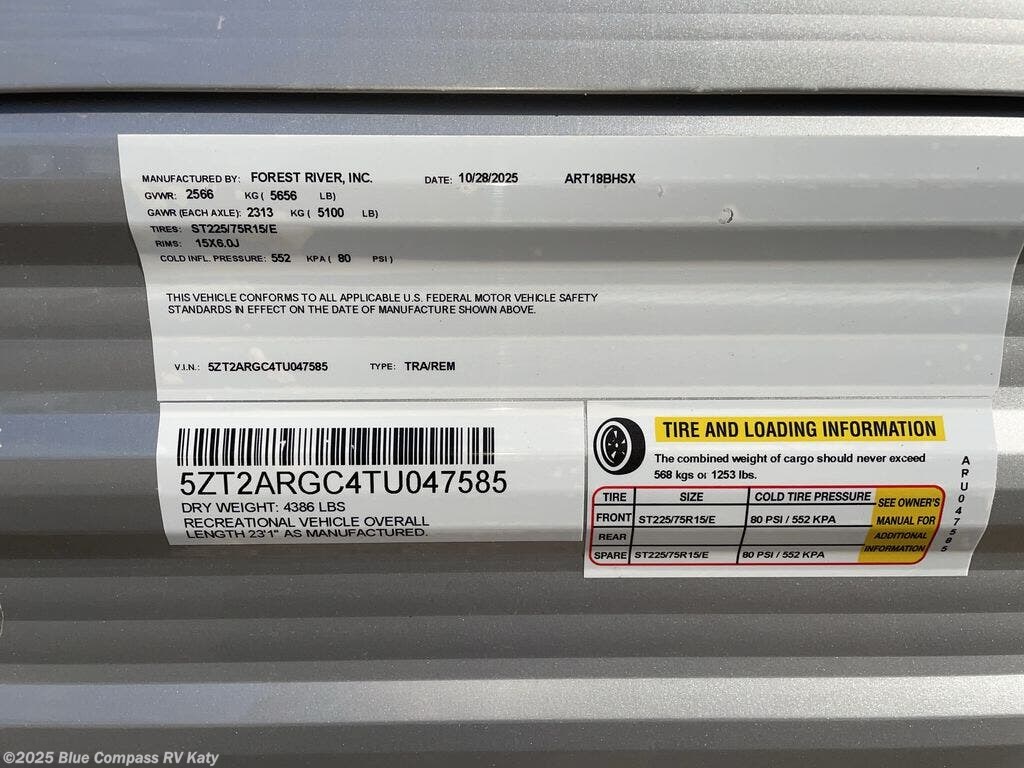 MANUFACTURED BY: FOREST RIVER, INC. DATE: 10/28/2025 ART18BHSX
GVWR: 2566 KG ( 5656 LB)
GAWR (EACH AXLE): 2313 KG ( 5100 LB)
TIRES: ST225/75R15/E
RIMS: 15X6.0J
COLD INFL. PRESSURE: 552 KPA ( 80 PSI )
THIS VEHICLE CONFORMS TO ALL APPLICABLE U.S. FEDERAL MOTOR VEHICLE SAFETY
STANDARDS IN EFFECT ON THE DATE OF MANUFACTURE SHOWN ABOVE.
V.I.N.: 5ZT2ARGC4TU047585 TYPE: TRA/REM
5ZT2ARGC4TU047585
DRY WEIGHT: 4386 LBS
RECREATIONAL VEHICLE OVERALL
LENGTH 23'1" AS MANUFACTURED.
TIRE AND LOADING INFORMATION
The combined weight of cargo should never exceed
568 kgs or 1253 lbs.
TIRE SIZE COLD TIRE PRESSURE
FRONT ST225/75R15/E 80 PSI / 552 KPA
REAR
SPARE ST225/75R15/E 80 PSI / 552 KPA
SEE OWNER'S
MANUAL FOR
ADDITIONAL
INFORMATION
ARU047585
©2025 Blue Compass RV Katy